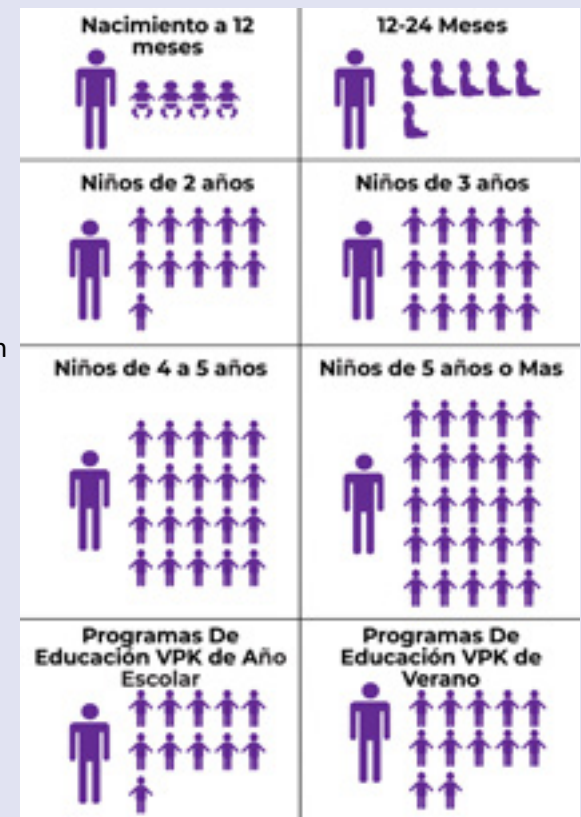 Nacimiento a 12
meses
12-24 Meses
Niños de 2 años
Niños de 3 años
n
Niños de 4 a 5 años
Niños de 5 años o Mas
Programas De
Educación VPK de Año
Escolar
Programas De
Educación VPK de
Verano